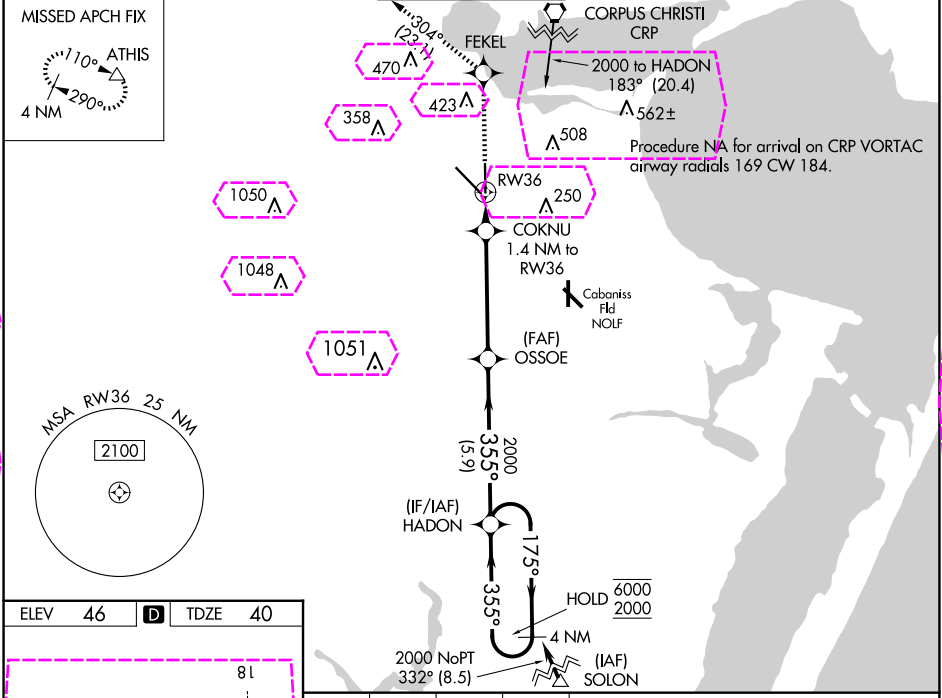 MISSED APCH FIX
110°
ATHIS
290°
4 NM
304°
(23.1)
FEKEL
CORPUS CHRISTI
CRP
2000 to HADON
183° (20.4)
470
423
358
562±
508
Procedure NA for arrival on CRP VORTAC
airway radials 169 CW 184.
RW36
250
1050
COKNU
1.4 NM to
RW36
1048
Cabaniss
Fld
NOLF
(FAF)
OSSOE
1051
MSA RW36 25 NM
2100
2000
355°
(5.9)
(IF/IAF)
HADON
175°
355°
HOLD
6000
2000
4 NM
2000 NoPT
332° (8.5)
(IAF)
SOLON
ELEV 46 D TDZE 40
18